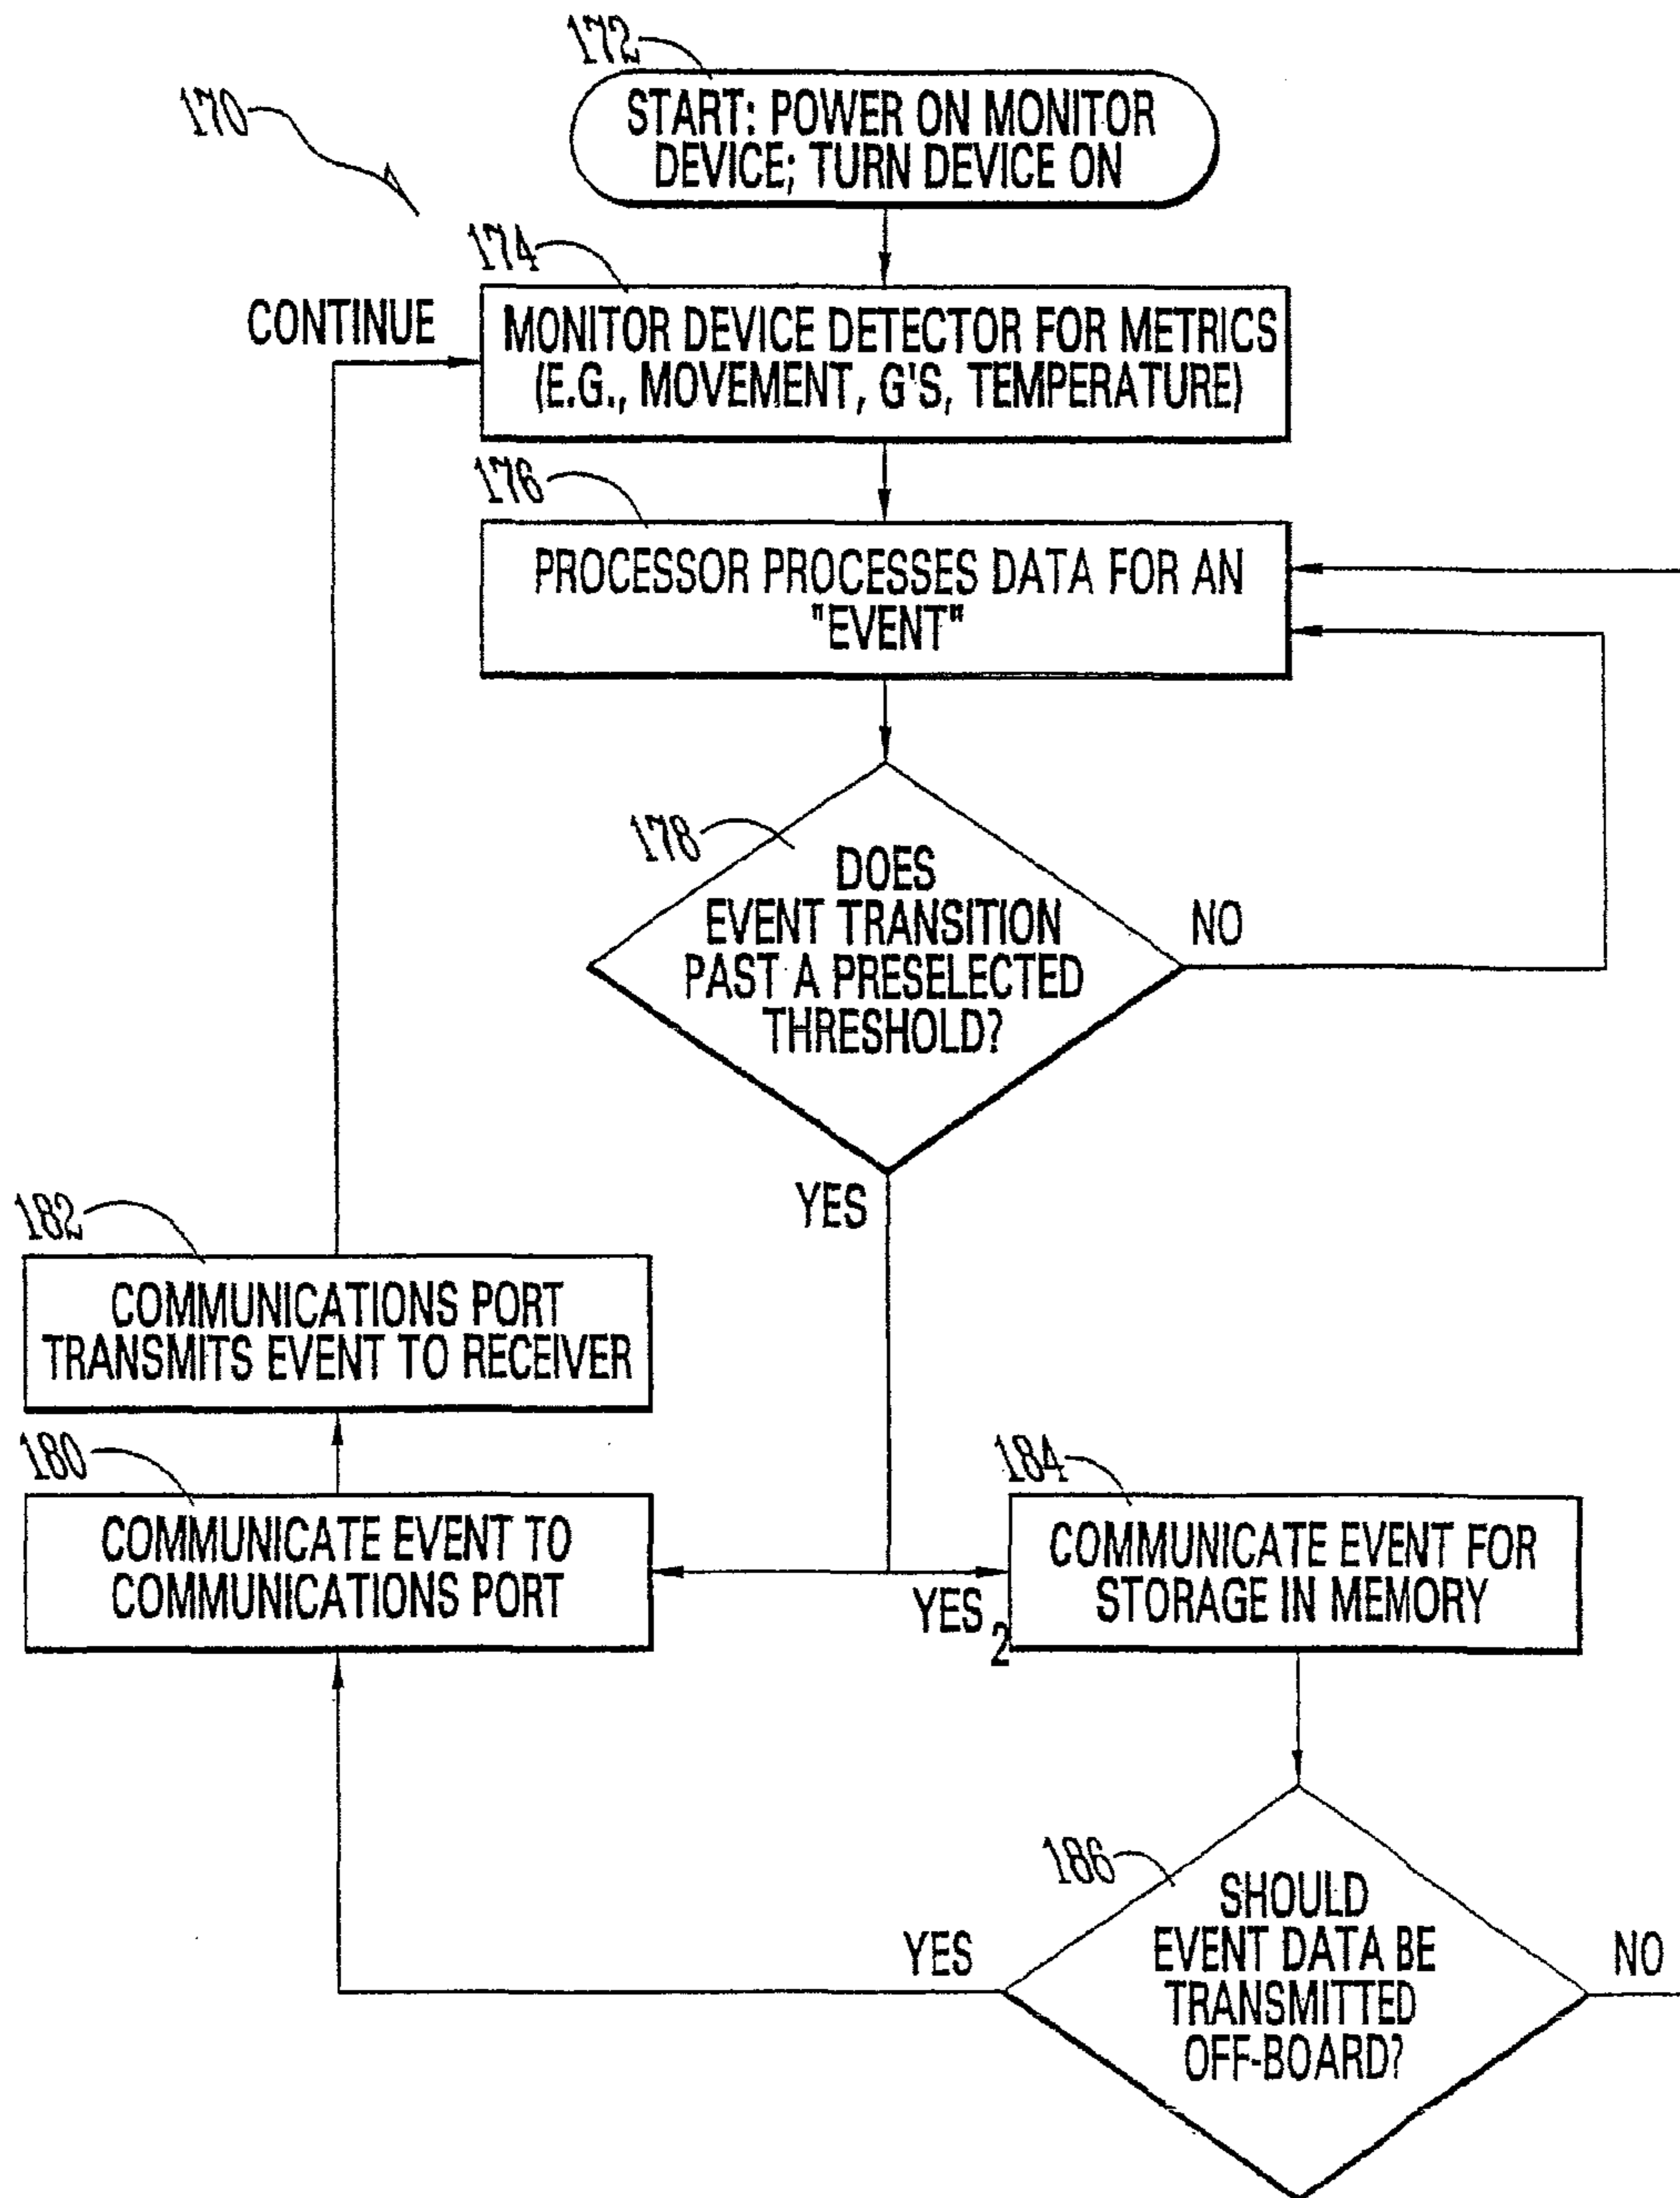 172
170
START: POWER ON MONITOR
DEVICE; TURN DEVICE ON
174
CONTINUE
MONITOR DEVICE DETECTOR FOR METRICS
(E.G., MOVEMENT, G'S, TEMPERATURE)
176
PROCESSOR PROCESSES DATA FOR AN
"EVENT"
178
DOES
EVENT TRANSITION
PAST A PRESELECTED
THRESHOLD?
NO
YES
182
COMMUNICATIONS PORT
TRANSMITS EVENT TO RECEIVER
180
COMMUNICATE EVENT TO
COMMUNICATIONS PORT
184
COMMUNICATE EVENT FOR
STORAGE IN MEMORY
YES 2
186
SHOULD
EVENT DATA BE
TRANSMITTED
OFF-BOARD?
YES
NO